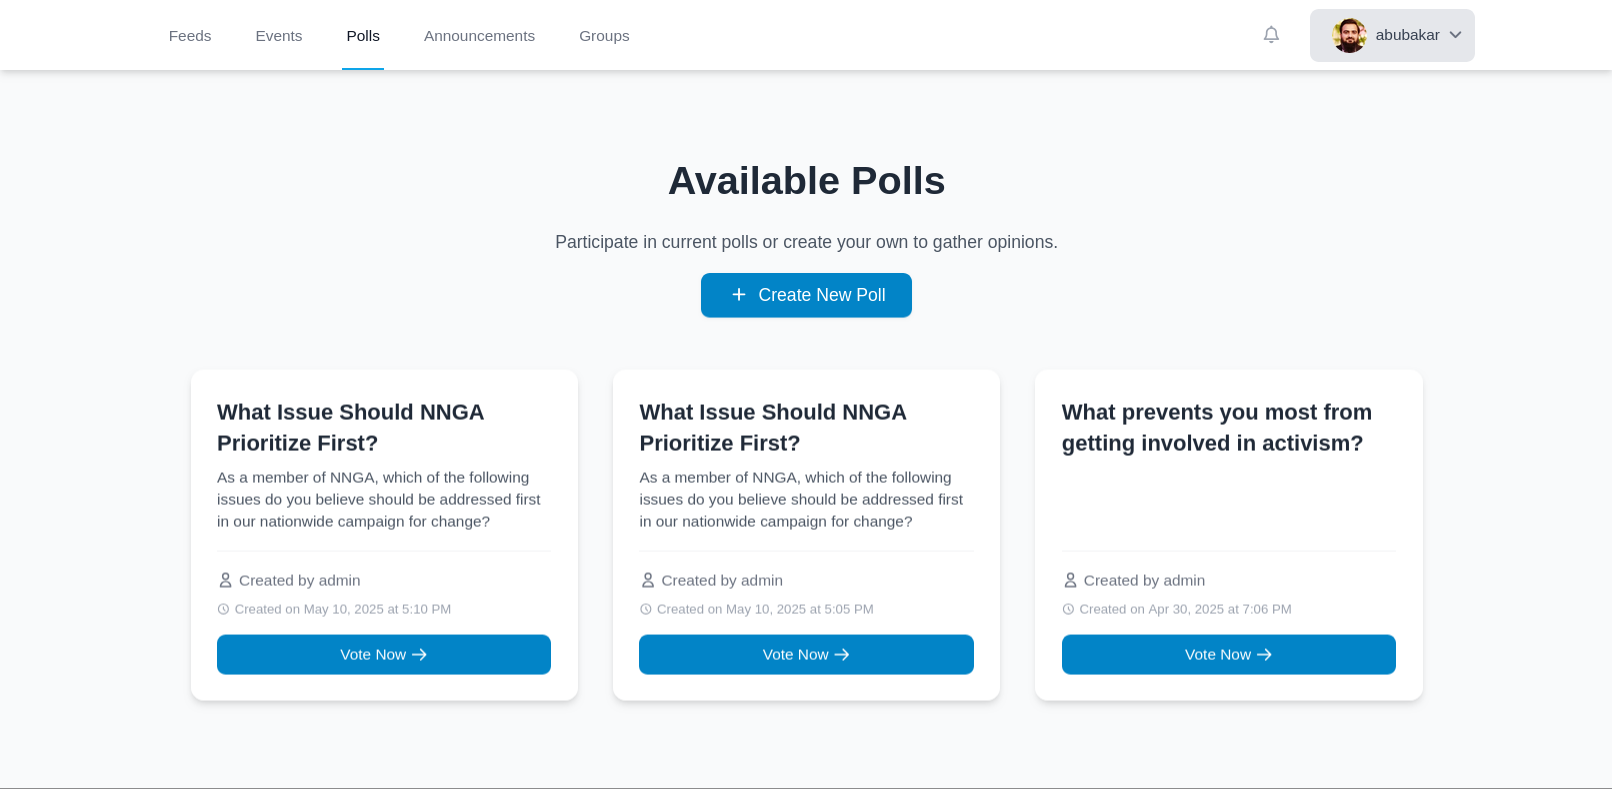 Feeds Events Polls Announcements Groups abubakar
Available Polls
Participate in current polls or create your own to gather opinions.
Create New Poll
What Issue Should NNGA
Prioritize First?
As a member of NNGA, which of the following
issues do you believe should be addressed first
in our nationwide campaign for change?
Created by admin
Created on May 10, 2025 at 5:10 PM
Vote Now
What Issue Should NNGA
Prioritize First?
As a member of NNGA, which of the following
issues do you believe should be addressed first
in our nationwide campaign for change?
Created by admin
Created on May 10, 2025 at 5:05 PM
Vote Now
What prevents you most from
getting involved in activism?
Created by admin
Created on Apr 30, 2025 at 7:06 PM
Vote Now